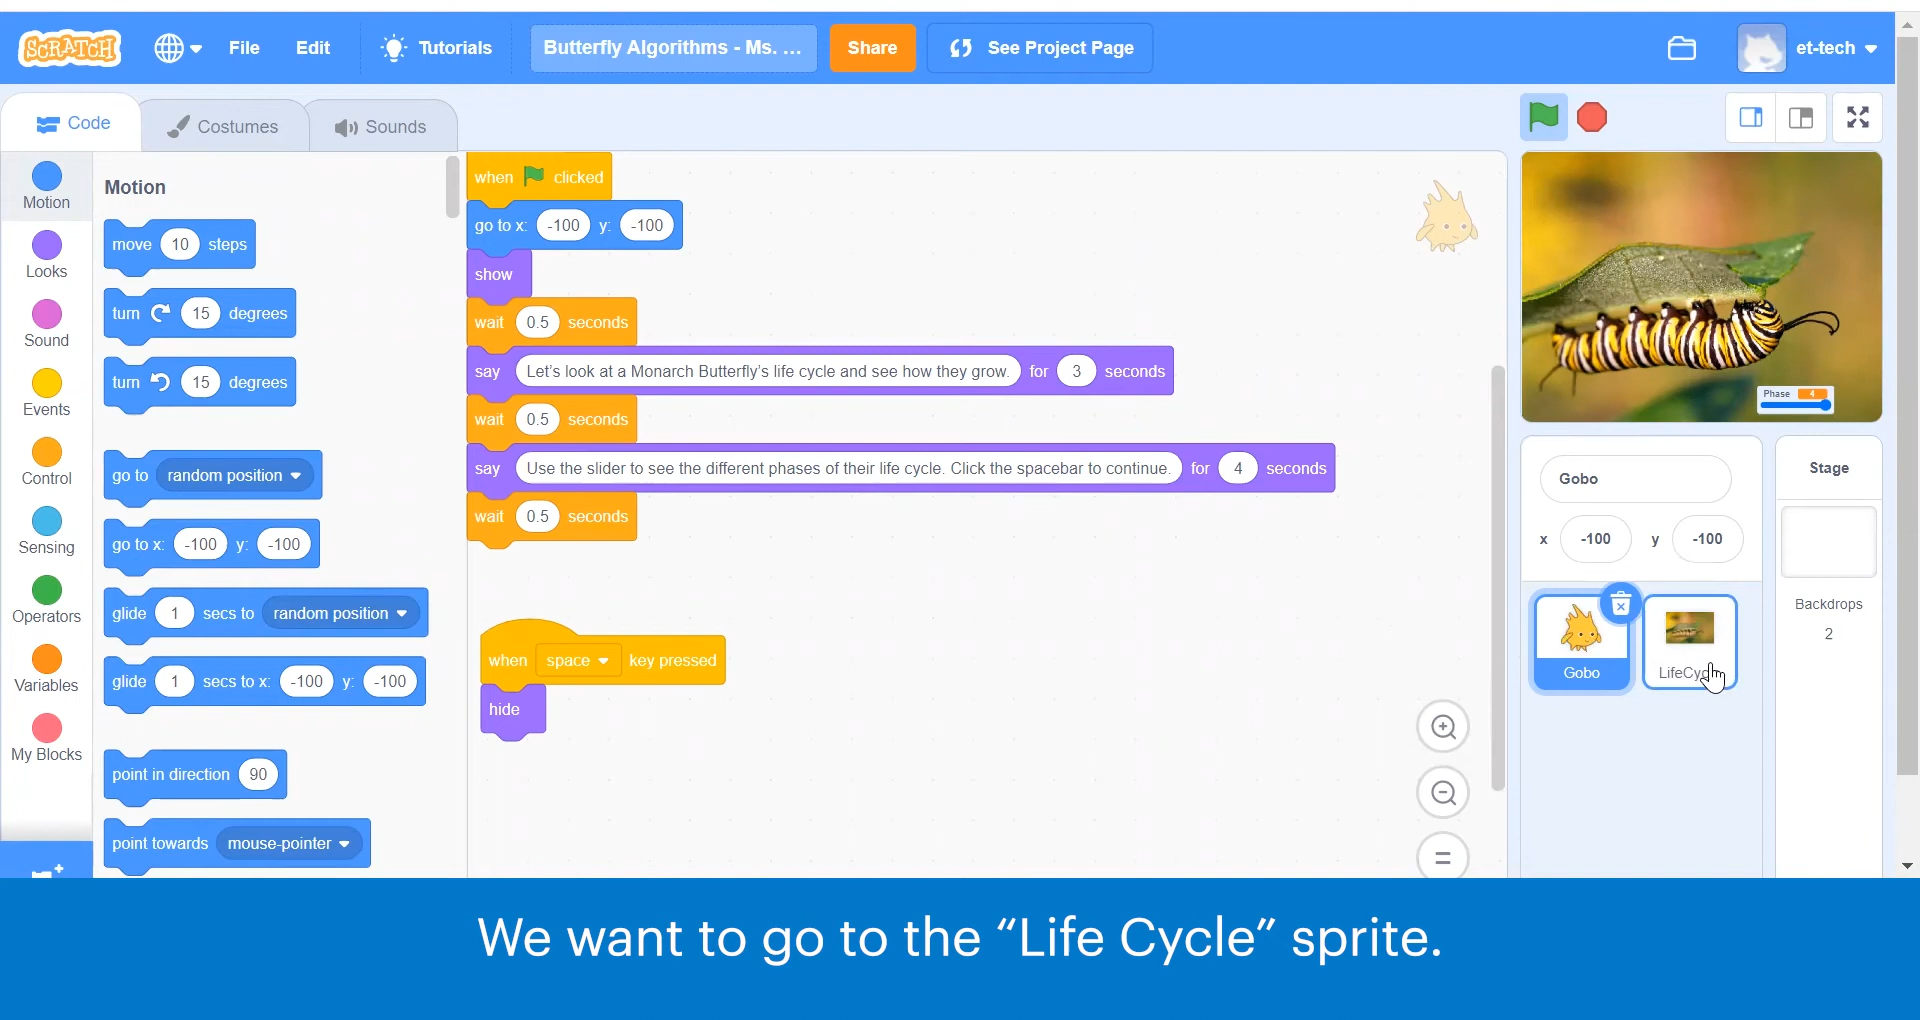 SCRATCH
File
Edit
Tutorials
Butterfly Algorithms - Ms. ...
Share
See Project Page
et-tech
Code
Costumes
Sounds
Motion
Looks
Sound
Events
Control
Sensing
Operators
Variables
My Blocks
Motion
move 10 steps
turn 15 degrees
turn 15 degrees
go to random position
go to x: -100 y: -100
glide 1 secs to random position
glide 1 secs to x: -100 y: -100
point in direction 90
point towards mouse-pointer
when clicked
go to x: -100 y: -100
show
wait 0.5 seconds
say Let's look at a Monarch Butterfly's life cycle and see how they grow. for 3 seconds
wait 0.5 seconds
say Use the slider to see the different phases of their life cycle. Click the spacebar to continue. for 4 seconds
wait 0.5 seconds
when space key pressed
hide
Phase 4
Gobo
x -100 y -100
Gobo
Stage
Backdrops
2
We want to go to the “Life Cycle” sprite.